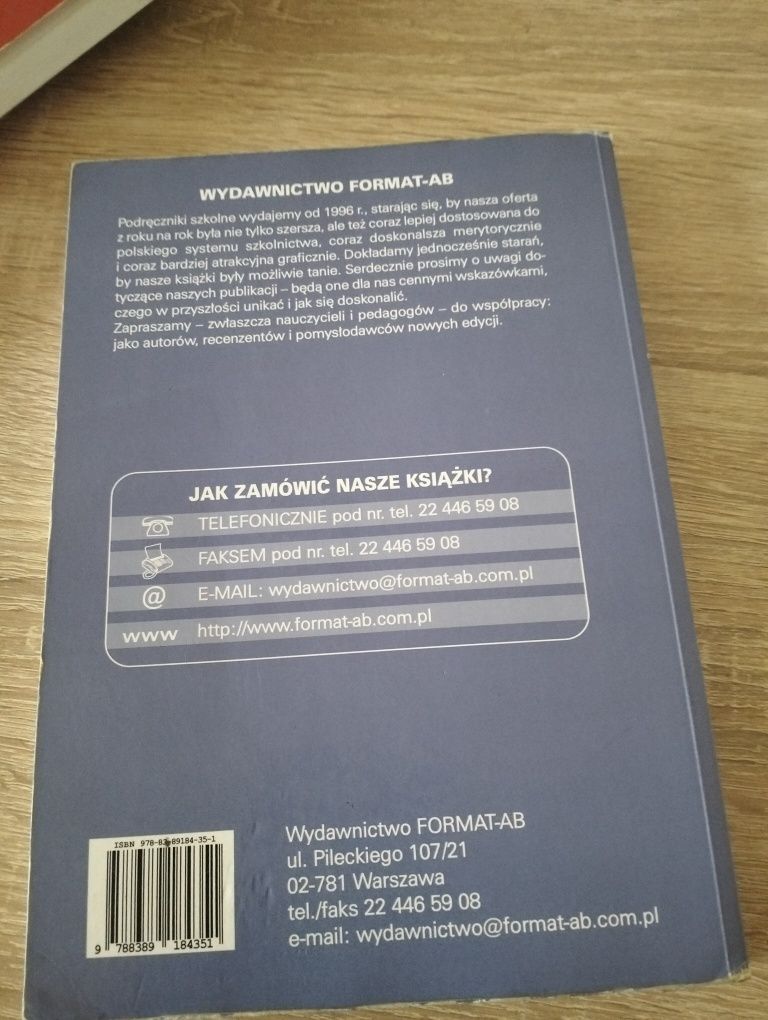 WYDAWNICTWO FORMAT-AB
Podręczniki szkolne wydajemy od 1996 r., starając się, by nasza oferta
z roku na rok była nie tylko szersza, ale też coraz lepiej dostosowana do
polskiego systemu szkolnictwa, coraz doskonalsza merytorycznie
i coraz bardziej atrakcyjna graficznie. Dokładamy jednocześnie starań,
by nasze książki były możliwie tanie. Serdecznie prosimy o uwagi do-
tyczące naszych publikacji – będą one dla nas cennymi wskazówkami,
czego w przyszłości unikać i jak się doskonalić.
Zapraszamy – zwłaszcza nauczycieli i pedagogów – do współpracy:
jako autorów, recenzentów i pomysłodawców nowych edycji.
JAK ZAMÓWIĆ NASZE KSIĄŻKI?
TELEFONICZNIE pod nr. tel. 22 446 59 08
FAKSEM pod nr. tel. 22 446 59 08
@ E-MAIL: wydawnictwo@format-ab.com.pl
www http://www.format-ab.com.pl
ISBN 978-83-89184-35-1
9 788389 184351
Wydawnictwo FORMAT-AB
ul. Pileckiego 107/21
02-781 Warszawa
tel./faks 22 446 59 08
e-mail: wydawnictwo@format-ab.com.pl